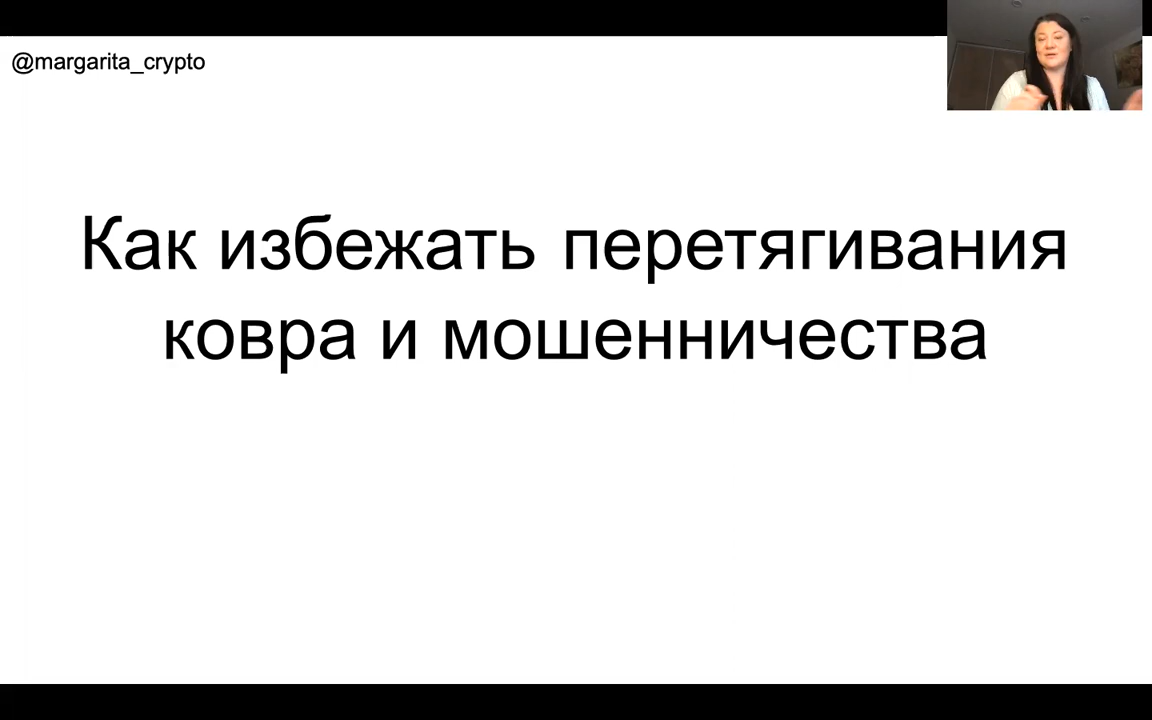 @margarita_crypto
Как избежать перетягивания
ковра и мошенничества